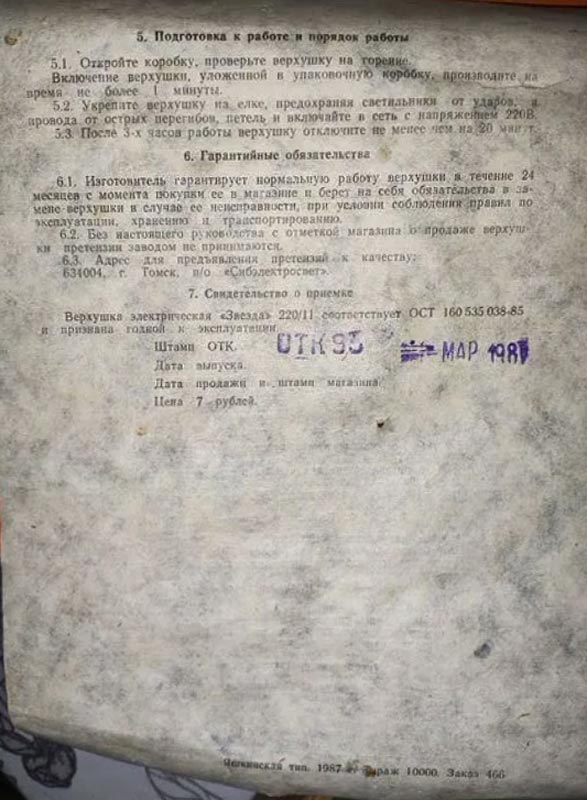 5. Подготовка к работе и порядок работы
5.1. Откройте коробку, проверьте верхушку на горение.
Включение верхушки, уложенной в упаковочную коробку, производите на
время не более 1 минуты.
5.2. Укрепите верхушку на елке, предохраняя светильники от ударов, а
провода от острых перегибов, петель и включайте в сеть с напряжением 220В.
5.3. После 3-х часов работы верхушку отключите не менее чем на 20 минут.
6. Гарантийные обязательства
6.1. Изготовитель гарантирует нормальную работу верхушки в течение 24
месяцев с момента покупки ее в магазине и берет на себя обязательства в за-
мене верхушки в случае ее неисправности, при условии соблюдения правил по
эксплуатации, хранению и транспортированию.
6.2. Без настоящего руководства с отметкой магазина о продаже верхуш-
ки претензии заводом не принимаются.
6.3. Адрес для предъявления претензий к качеству:
634004, г. Томск, п/о «Сибэлектросвет».
7. Свидетельство о приемке
Верхушка электрическая «Звезда» 220/11 соответствует ОСТ 160 535 038-85
и признана годной к эксплуатации.
Штамп ОТК. ОТК 93 МАР 1987
Дата выпуска.
Дата продажи и штамп магазина.
Цена 7 рублей.
Яшкинская тип. 1987 г. Тираж 10000. Заказ 466